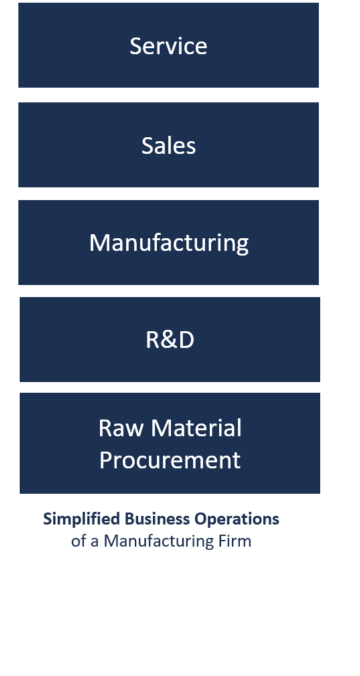 Service
Sales
Manufacturing
R&D
Raw Material
Procurement
Simplified Business Operations
of a Manufacturing Firm